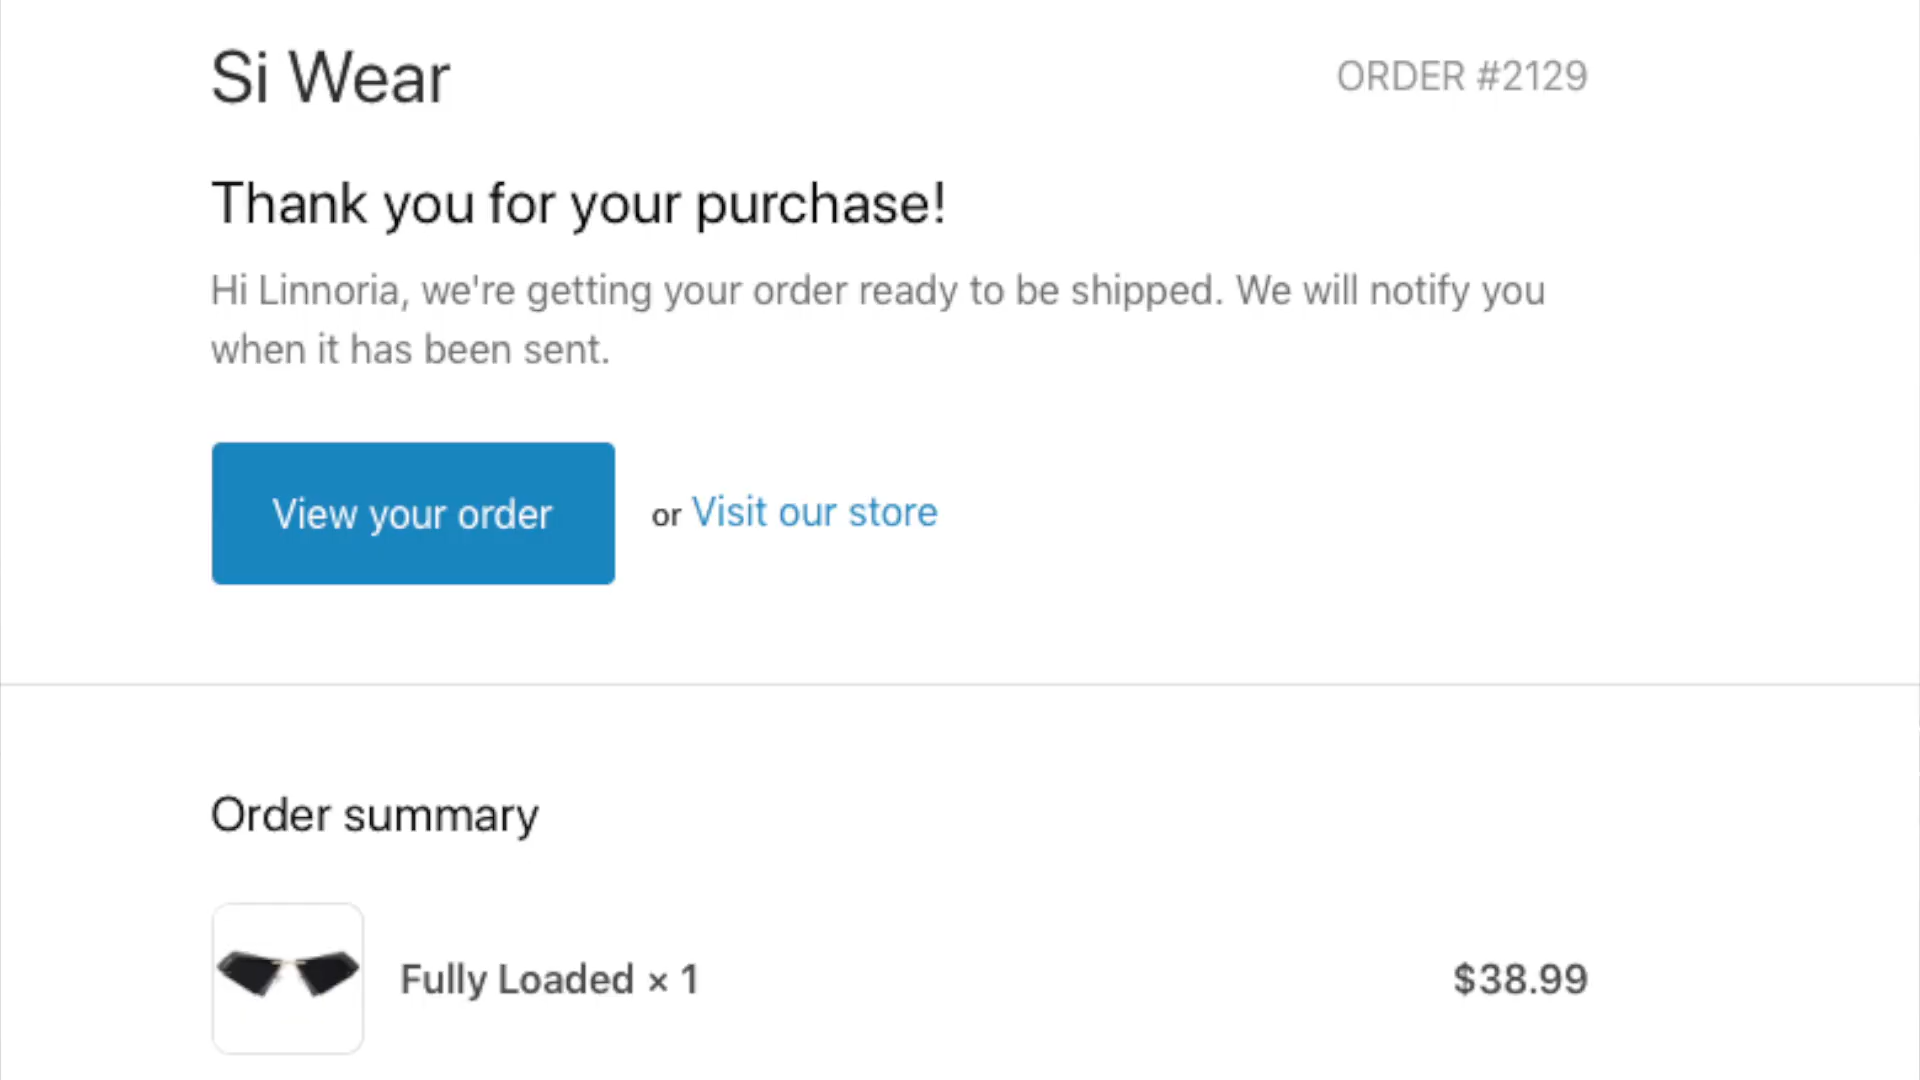 Si Wear
ORDER #2129
Thank you for your purchase!
Hi Linnoria, we're getting your order ready to be shipped. We will notify you
when it has been sent.
View your order
or Visit our store
Order summary
Fully Loaded × 1
$38.99